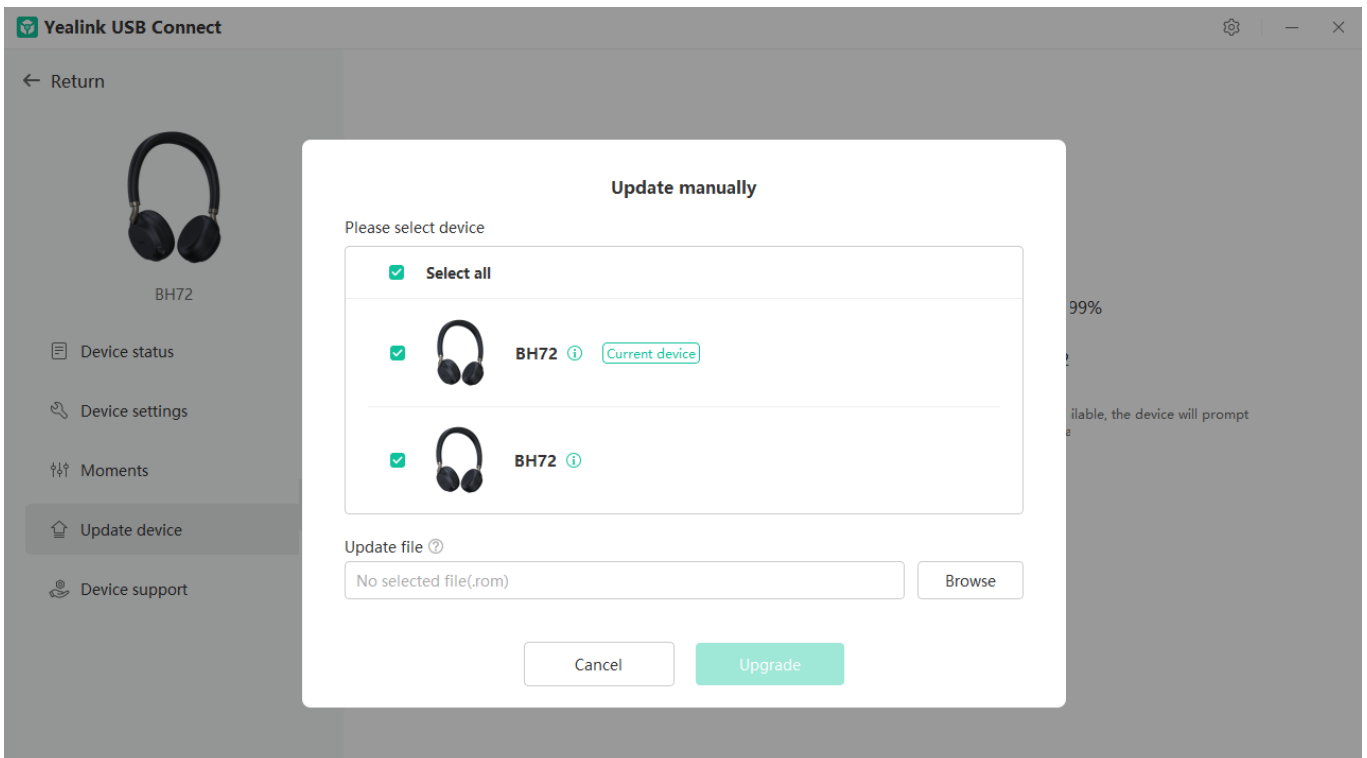 Yealink USB Connect
Return
BH72
Device status
Device settings
Moments
Update device
Device support
Update manually
Please select device
Select all
BH72 Current device
BH72
Update file
No selected file(.rom)
Browse
Cancel
Upgrade
99%
ilable, the device will prompt